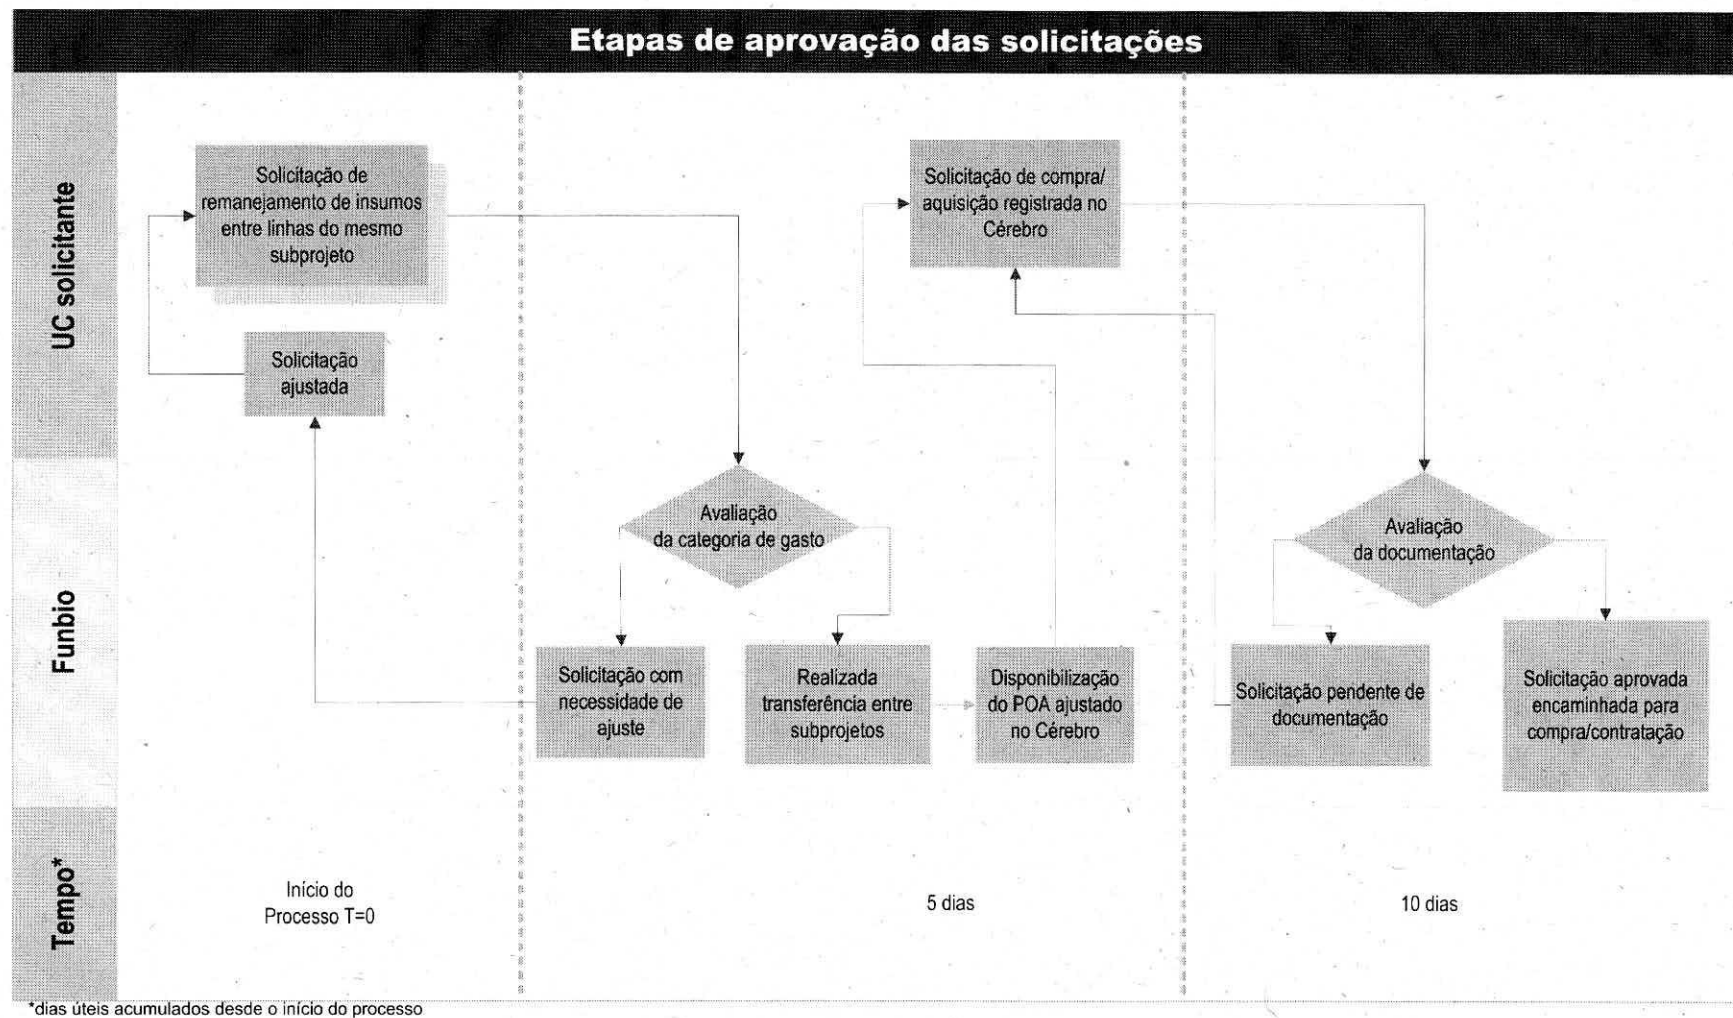 Etapas de aprovação das solicitações
UC solicitante
Solicitação de
remanejamento de insumos
entre linhas do mesmo
subprojeto
Solicitação
ajustada
Solicitação de compra/
aquisição registrada no
Cérebro
Funbio
Avaliação
da categoria de gasto
Avaliação
da documentação
Solicitação com
necessidade de
ajuste
Realizada
transferência entre
subprojetos
Disponibilização
do POA ajustado
no Cérebro
Solicitação pendente de
documentação
Solicitação aprovada
encaminhada para
compra/contratação
Tempo*
Início do
Processo T=0
5 dias
10 dias
*dias úteis acumulados desde o início do processo